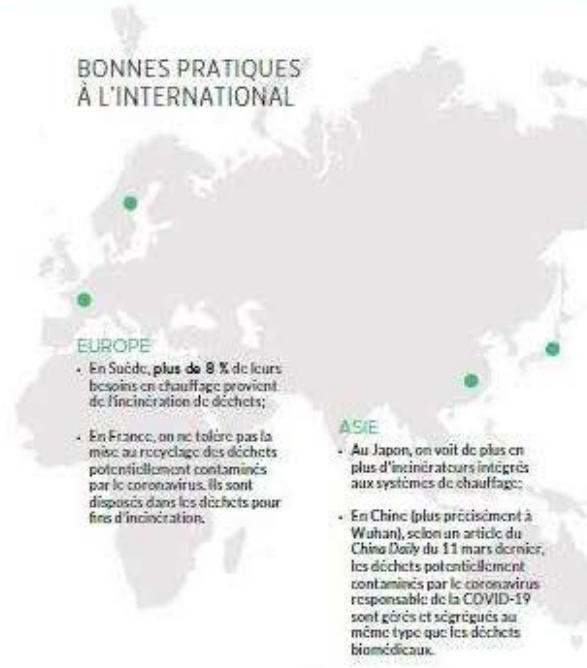 BONNES PRATIQUES
À L'INTERNATIONAL
EUROPE
• En Suède, plus de 8 % de leurs
besoins en chauffage provient
de l'incinération de déchets;
• En France, on ne tolère pas la
mise au recyclage des déchets
potentiellement contaminés
par le coronavirus. Ils sont
disposés dans les déchets pour
fins d'incinération.
ASIE
• Au Japon, on voit de plus en
plus d'incinérateurs intégrés
aux systèmes de chauffage;
• En Chine (plus précisément à
Wuhan), selon un article du
China Daily du 11 mars dernier,
les déchets potentiellement
contaminés par le coronavirus
responsable de la COVID-19
sont gérés et ségrégués au
même type que les déchets
biomédicaux.